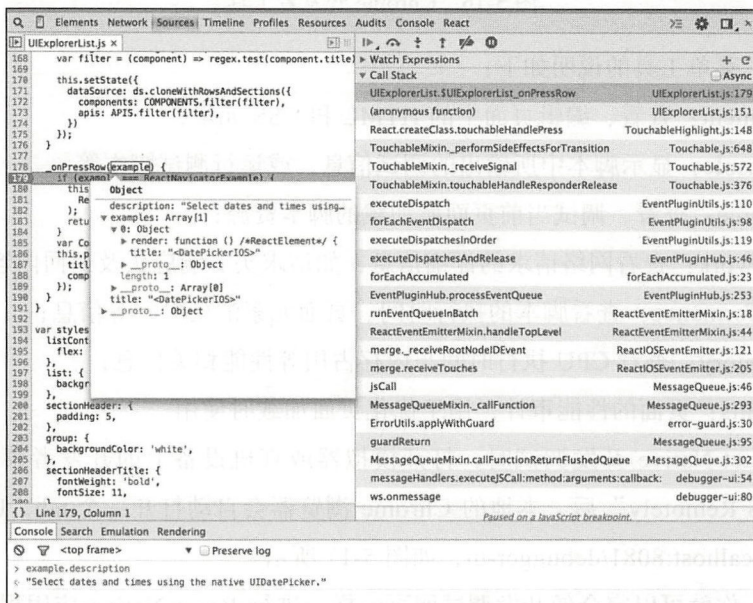 Elements Network Sources Timeline Profiles Resources Audits Console React
UIExplorerList.js ×
168 var filter = (component) => regex.test(component.title)
169
170 this.setState({
171 dataSource: ds.cloneWithRowsAndSections({
172 components: COMPONENTS.filter(filter),
173 apis: APIS.filter(filter),
174 })
175 });
176 }
177
178 _onPressRow(example) {
179 if (example === ReactNavigatorExample) {
180 this
181 Re
182 );
183 retu
184 }
185 var Co
186 this.p
187 titl
188 comp
189 });
190 }
191 }
192
193 var styles
194 listCont
195 flex:
196 },
197 list: {
198 backgr
199 },
200 sectionHeader: {
201 padding: 5,
202 },
203 group: {
204 backgroundColor: 'white',
205 },
206 sectionHeaderTitle: {
207 fontWeight: 'bold',
208 fontSize: 11,
209 }
Object
description: "Select dates and times using…
▼ examples: Array[1]
▼ 0: Object
▶ render: function () /*ReactElement*/ {
title: "<DatePickerIOS>"
▶ __proto__: Object
length: 1
▶ __proto__: Array[0]
title: "<DatePickerIOS>"
▶ __proto__: Object
{} Line 179, Column 1
▶ Watch Expressions + C
▼ Call Stack Async
UIExplorerList.$UIExplorerList_onPressRow UIExplorerList.js:179
(anonymous function) UIExplorerList.js:151
React.createClass.touchableHandlePress TouchableHighlight.js:148
TouchableMixin._performSideEffectsForTransition Touchable.js:648
TouchableMixin._receiveSignal Touchable.js:572
TouchableMixin.touchableHandleResponderRelease Touchable.js:376
executeDispatch EventPluginUtils.js:110
forEachEventDispatch EventPluginUtils.js:98
executeDispatchesInOrder EventPluginUtils.js:119
executeDispatchesAndRelease EventPluginHub.js:46
forEachAccumulated forEachAccumulated.js:23
EventPluginHub.processEventQueue EventPluginHub.js:253
runEventQueueInBatch ReactEventEmitterMixin.js:18
ReactEventEmitterMixin.handleTopLevel ReactEventEmitterMixin.js:44
merge._receiveRootNodeIDEvent ReactIOSEventEmitter.js:121
merge.receiveTouches ReactIOSEventEmitter.js:205
jsCall MessageQueue.js:46
MessageQueueMixin._callFunction MessageQueue.js:293
ErrorUtils.applyWithGuard error-guard.js:30
guardReturn MessageQueue.js:95
MessageQueueMixin.callFunctionReturnFlushedQueue MessageQueue.js:302
messageHandlers.executeJSCall:method:arguments:callback: debugger-ui:54
ws.onmessage debugger-ui:80
Paused on a JavaScript breakpoint.
Console Search Emulation Rendering
<top frame> ▼ Preserve log
> example.description
< "Select dates and times using the native UIDatePicker."
>